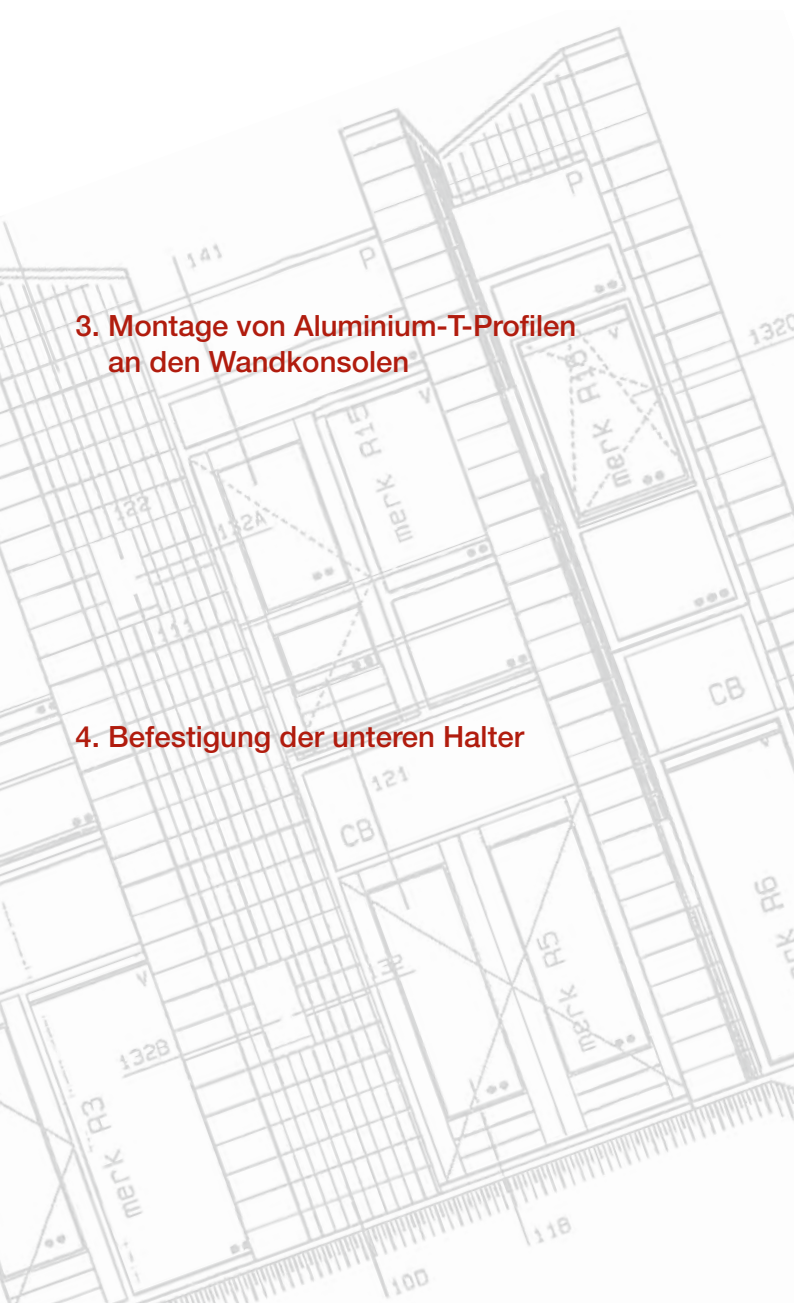 P
141
P
3. Montage von Aluminium-T-Profilen
an den Wandkonsolen
v
132C
merk R16
v
merk R15
122
132A
111
CB
4. Befestigung der unteren Halter
v
121
CB
R6
merk R5
v
132B
merk R3
118
100